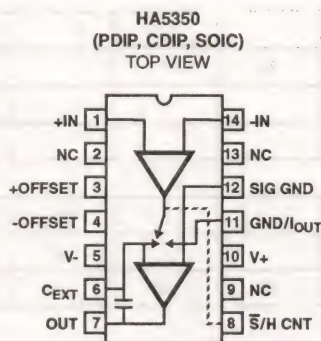 HA5350
(PDIP, CDIP, SOIC)
TOP VIEW
+IN 1 14 -IN
NC 2 13 NC
+OFFSET 3 12 SIG GND
-OFFSET 4 11 GND/IOUT
V- 5 10 V+
CEXT 6 9 NC
OUT 7 8 S̅/H CNT